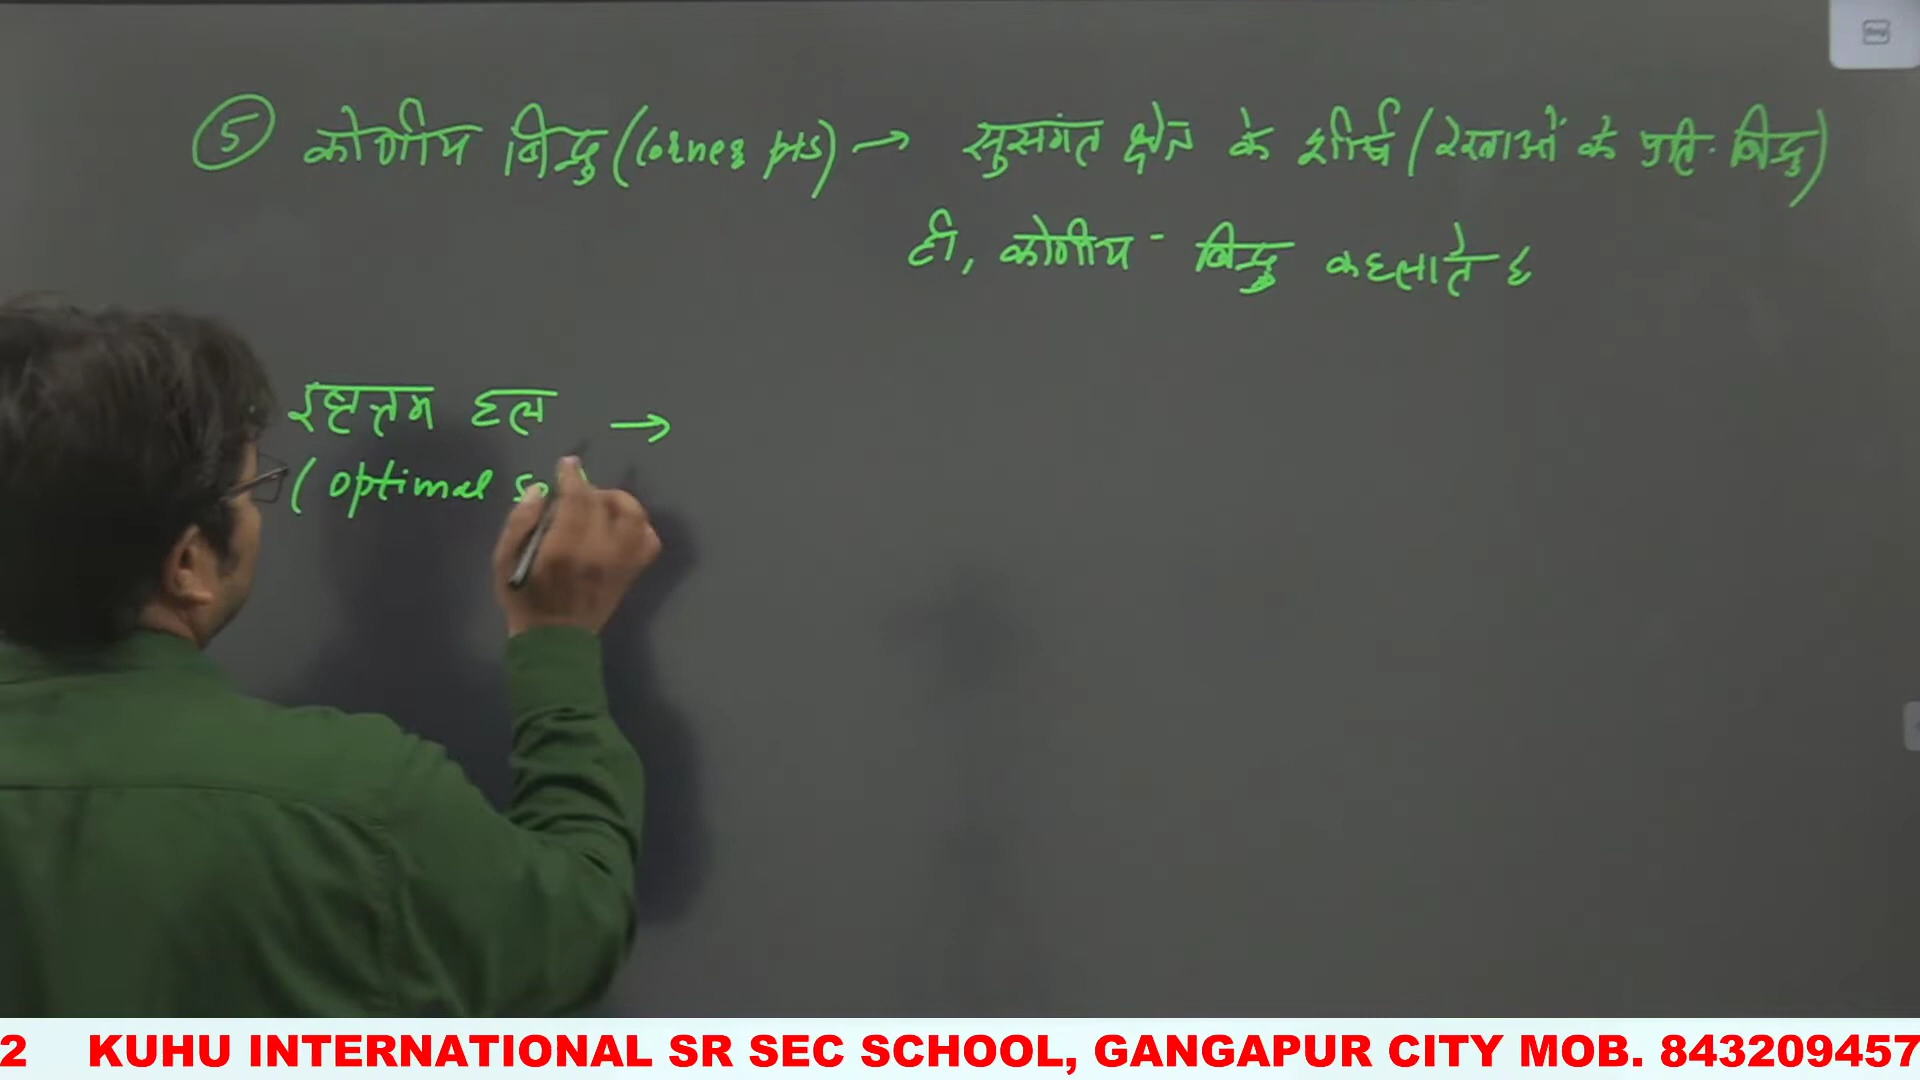 ⑤ कोणीय बिन्दु (corner pts) → सुसंगत क्षेत्र के शीर्ष (रेखाओं के प्रति. बिन्दु)
ही, कोणीय - बिन्दु कहलाते है
इष्टतम हल →
(optimal so
2 KUHU INTERNATIONAL SR SEC SCHOOL, GANGAPUR CITY MOB. 843209457